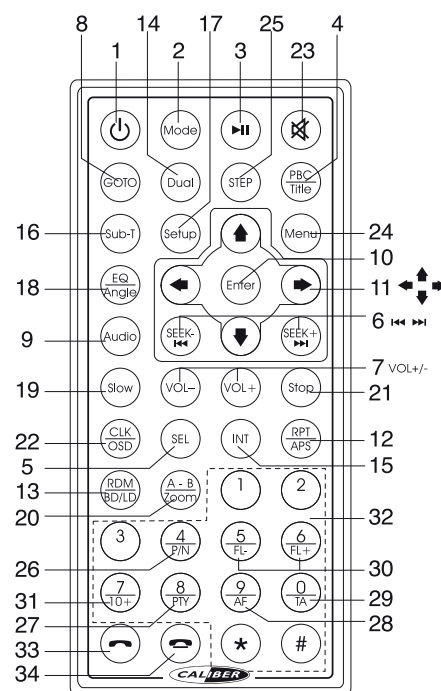 8 14 17 25 4
1 2 3 23
Mode
GOTO Dual STEP PBC Title
16 Sub-T Setup Menu 24
10
18 EQ Angle Enter 11
6
9 Audio SEEK- SEEK+
7 VOL+/-
19 Slow VOL- VOL+ Stop 21
22 CLK OSD SEL INT RPT APS 12
5 15
13 RDM BD/LD A - B Zoom 1 2
20 32
3 4 P/N 5 FL- 6 FL+
26 30
31 7 10+ 8 PTY 9 AF 0 TA 29
27 28
33 * #
34 CALIBER